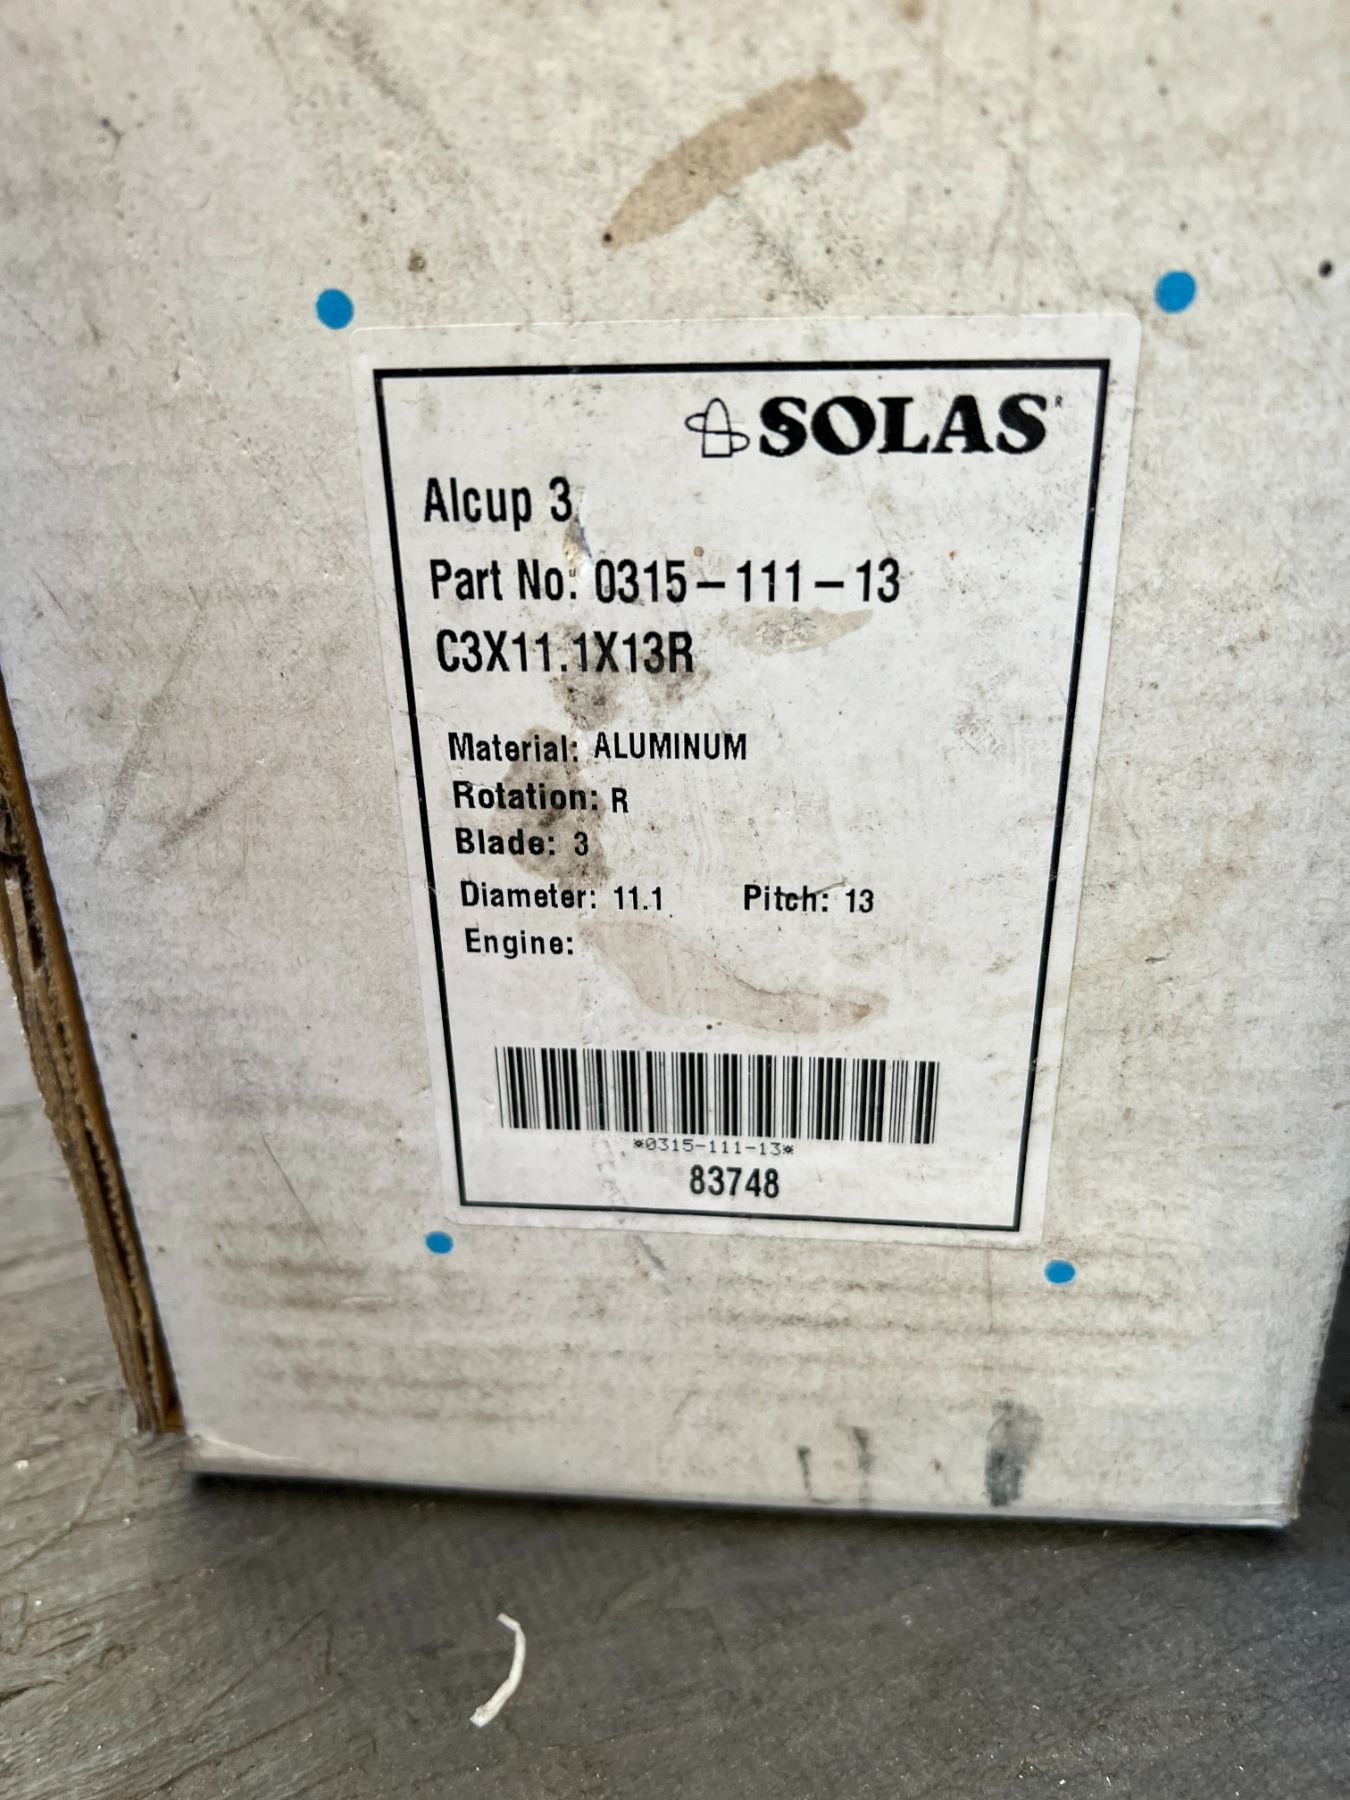 SOLAS®
Alcup 3
Part No: 0315-111-13
C3X11.1X13R
Material: ALUMINUM
Rotation: R
Blade: 3
Diameter: 11.1 Pitch: 13
Engine:
*0315-111-13*
83748